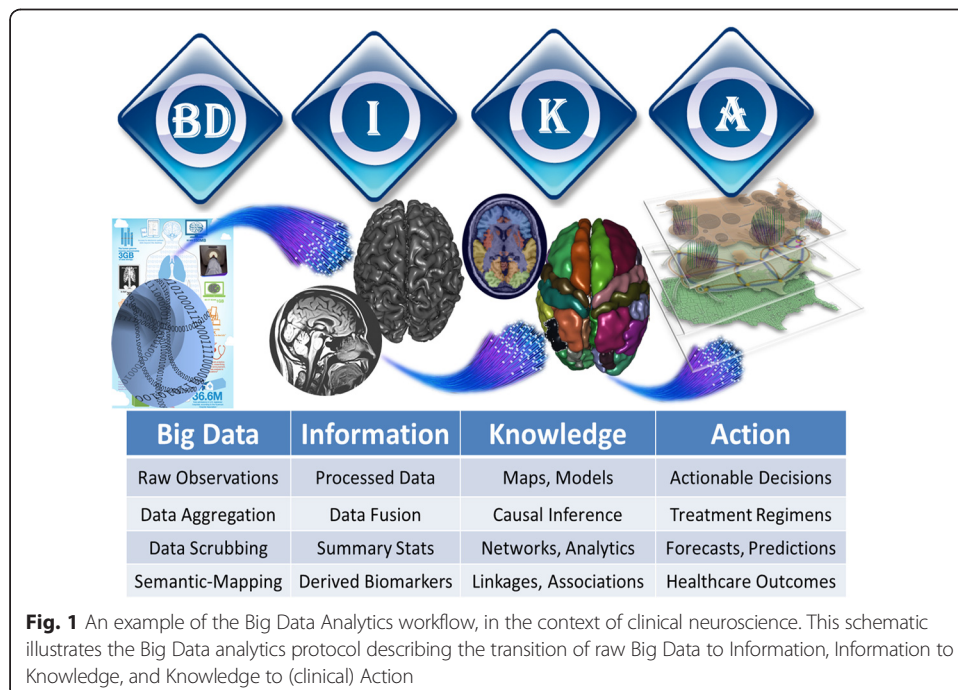 BD I K A
3GB
36.6M
Big Data Information Knowledge Action
Raw Observations Processed Data Maps, Models Actionable Decisions
Data Aggregation Data Fusion Causal Inference Treatment Regimens
Data Scrubbing Summary Stats Networks, Analytics Forecasts, Predictions
Semantic-Mapping Derived Biomarkers Linkages, Associations Healthcare Outcomes
Fig. 1 An example of the Big Data Analytics workflow, in the context of clinical neuroscience. This schematic
illustrates the Big Data analytics protocol describing the transition of raw Big Data to Information, Information to
Knowledge, and Knowledge to (clinical) Action